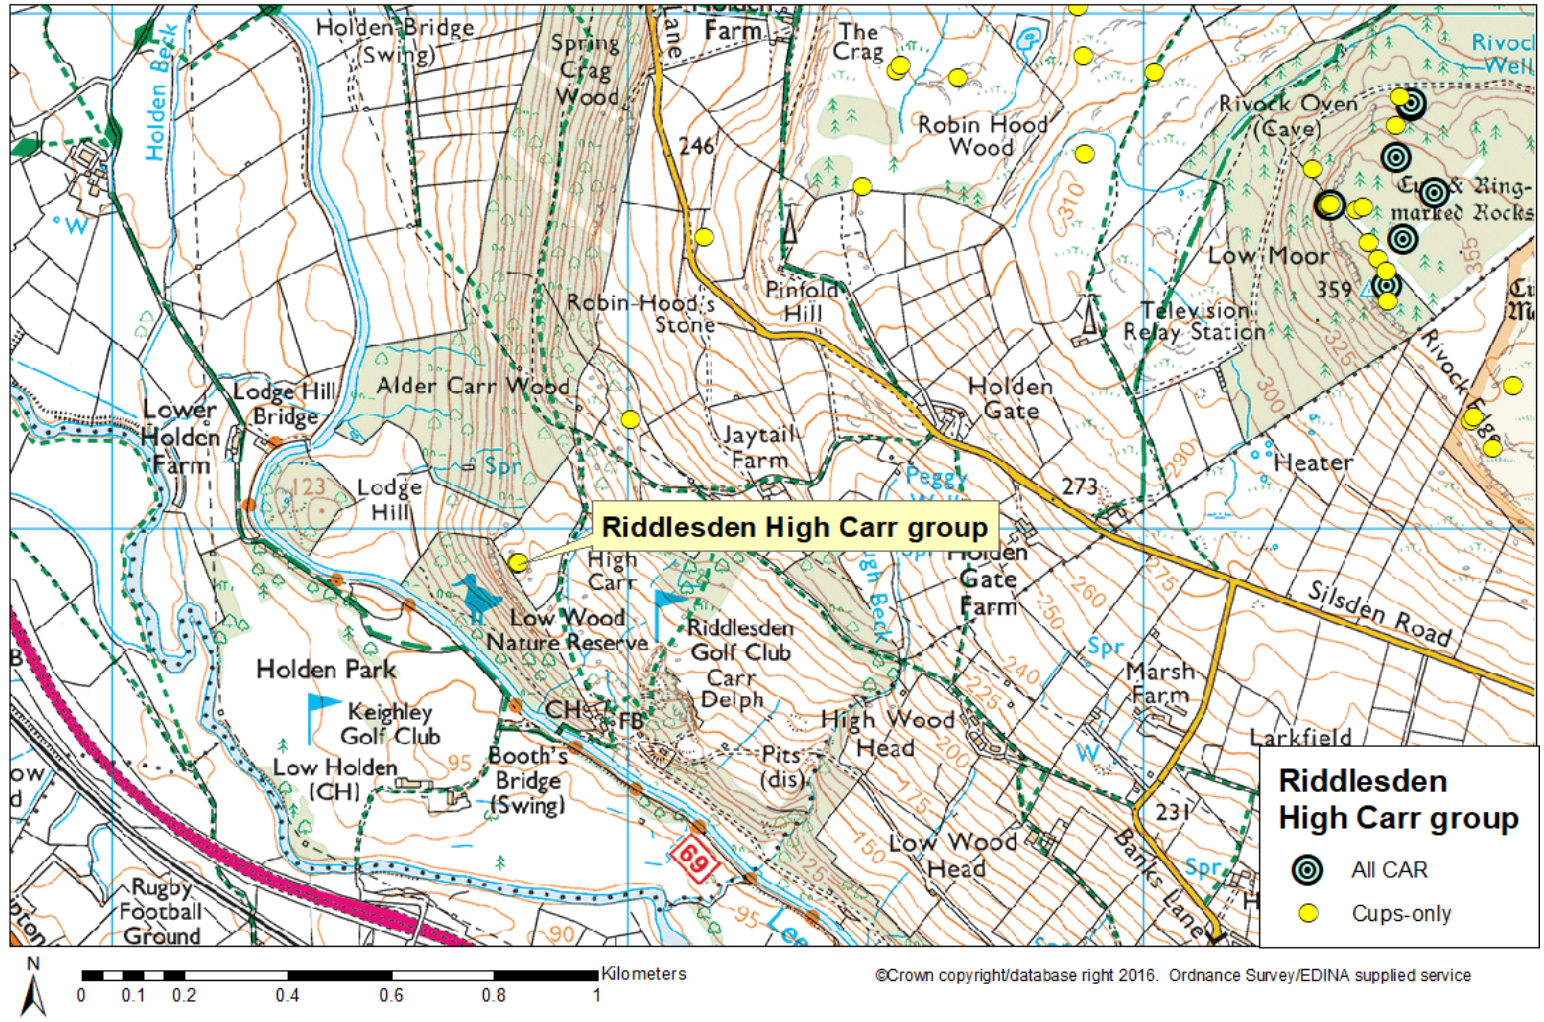 Holden Bridge
(Swing)
Holden Beck
Spring
Crag
Wood
Lane
Holden
Farm
The
Crag
Rivock
Well
Rivock Oven
(Cave)
Robin Hood
Wood
246
310
W
& Ring-
marked Rocks
Low Moor
355
359
Robin Hood's
Stone
Pinfold
Hill
Television
Relay Station
325
Rivock Edge
300
Alder Carr Wood
Lodge Hill
Bridge
Lower
Holden
Farm
Holden
Gate
Jaytail
Farm
290
Heater
Spr
123
Lodge
Hill
Peggy
273
Riddlesden High Carr group
High
Carr
Spr
Holden
Gate
Farm
275
260
250
Silsden Road
Beck
Low Wood
Nature Reserve
Riddlesden
Golf Club
Carr
Delph
Spr
240
225
Marsh
Farm
Holden Park
Keighley
Golf Club
CH
FB
High Wood
Head
200
W
Larkfield
Low Holden
(CH)
95
Booth's
Bridge
(Swing)
Pits
(dis)
175
231
Riddlesden
High Carr group
All CAR
Cups-only
69
150
125
Low Wood
Head
Banks Lane
Spr
H
Rugby
Football
Ground
90
95
N
Kilometers
0 0.1 0.2 0.4 0.6 0.8 1
©Crown copyright/database right 2016. Ordnance Survey/EDINA supplied service